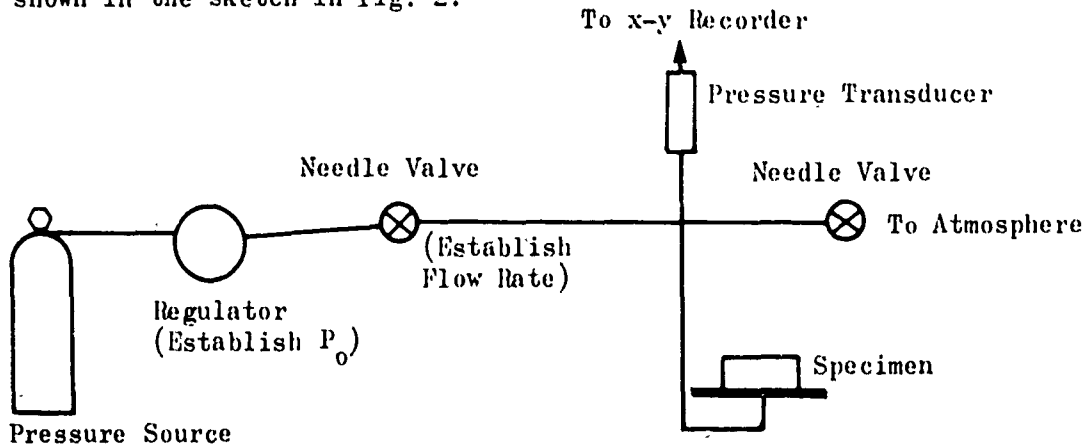 shown in the sketch in Fig. 2.
To x-y Recorder
Pressure Transducer
Needle Valve
Needle Valve
To Atmosphere
(Establish
Flow Rate)
Regulator
(Establish P₀)
Specimen
Pressure Source